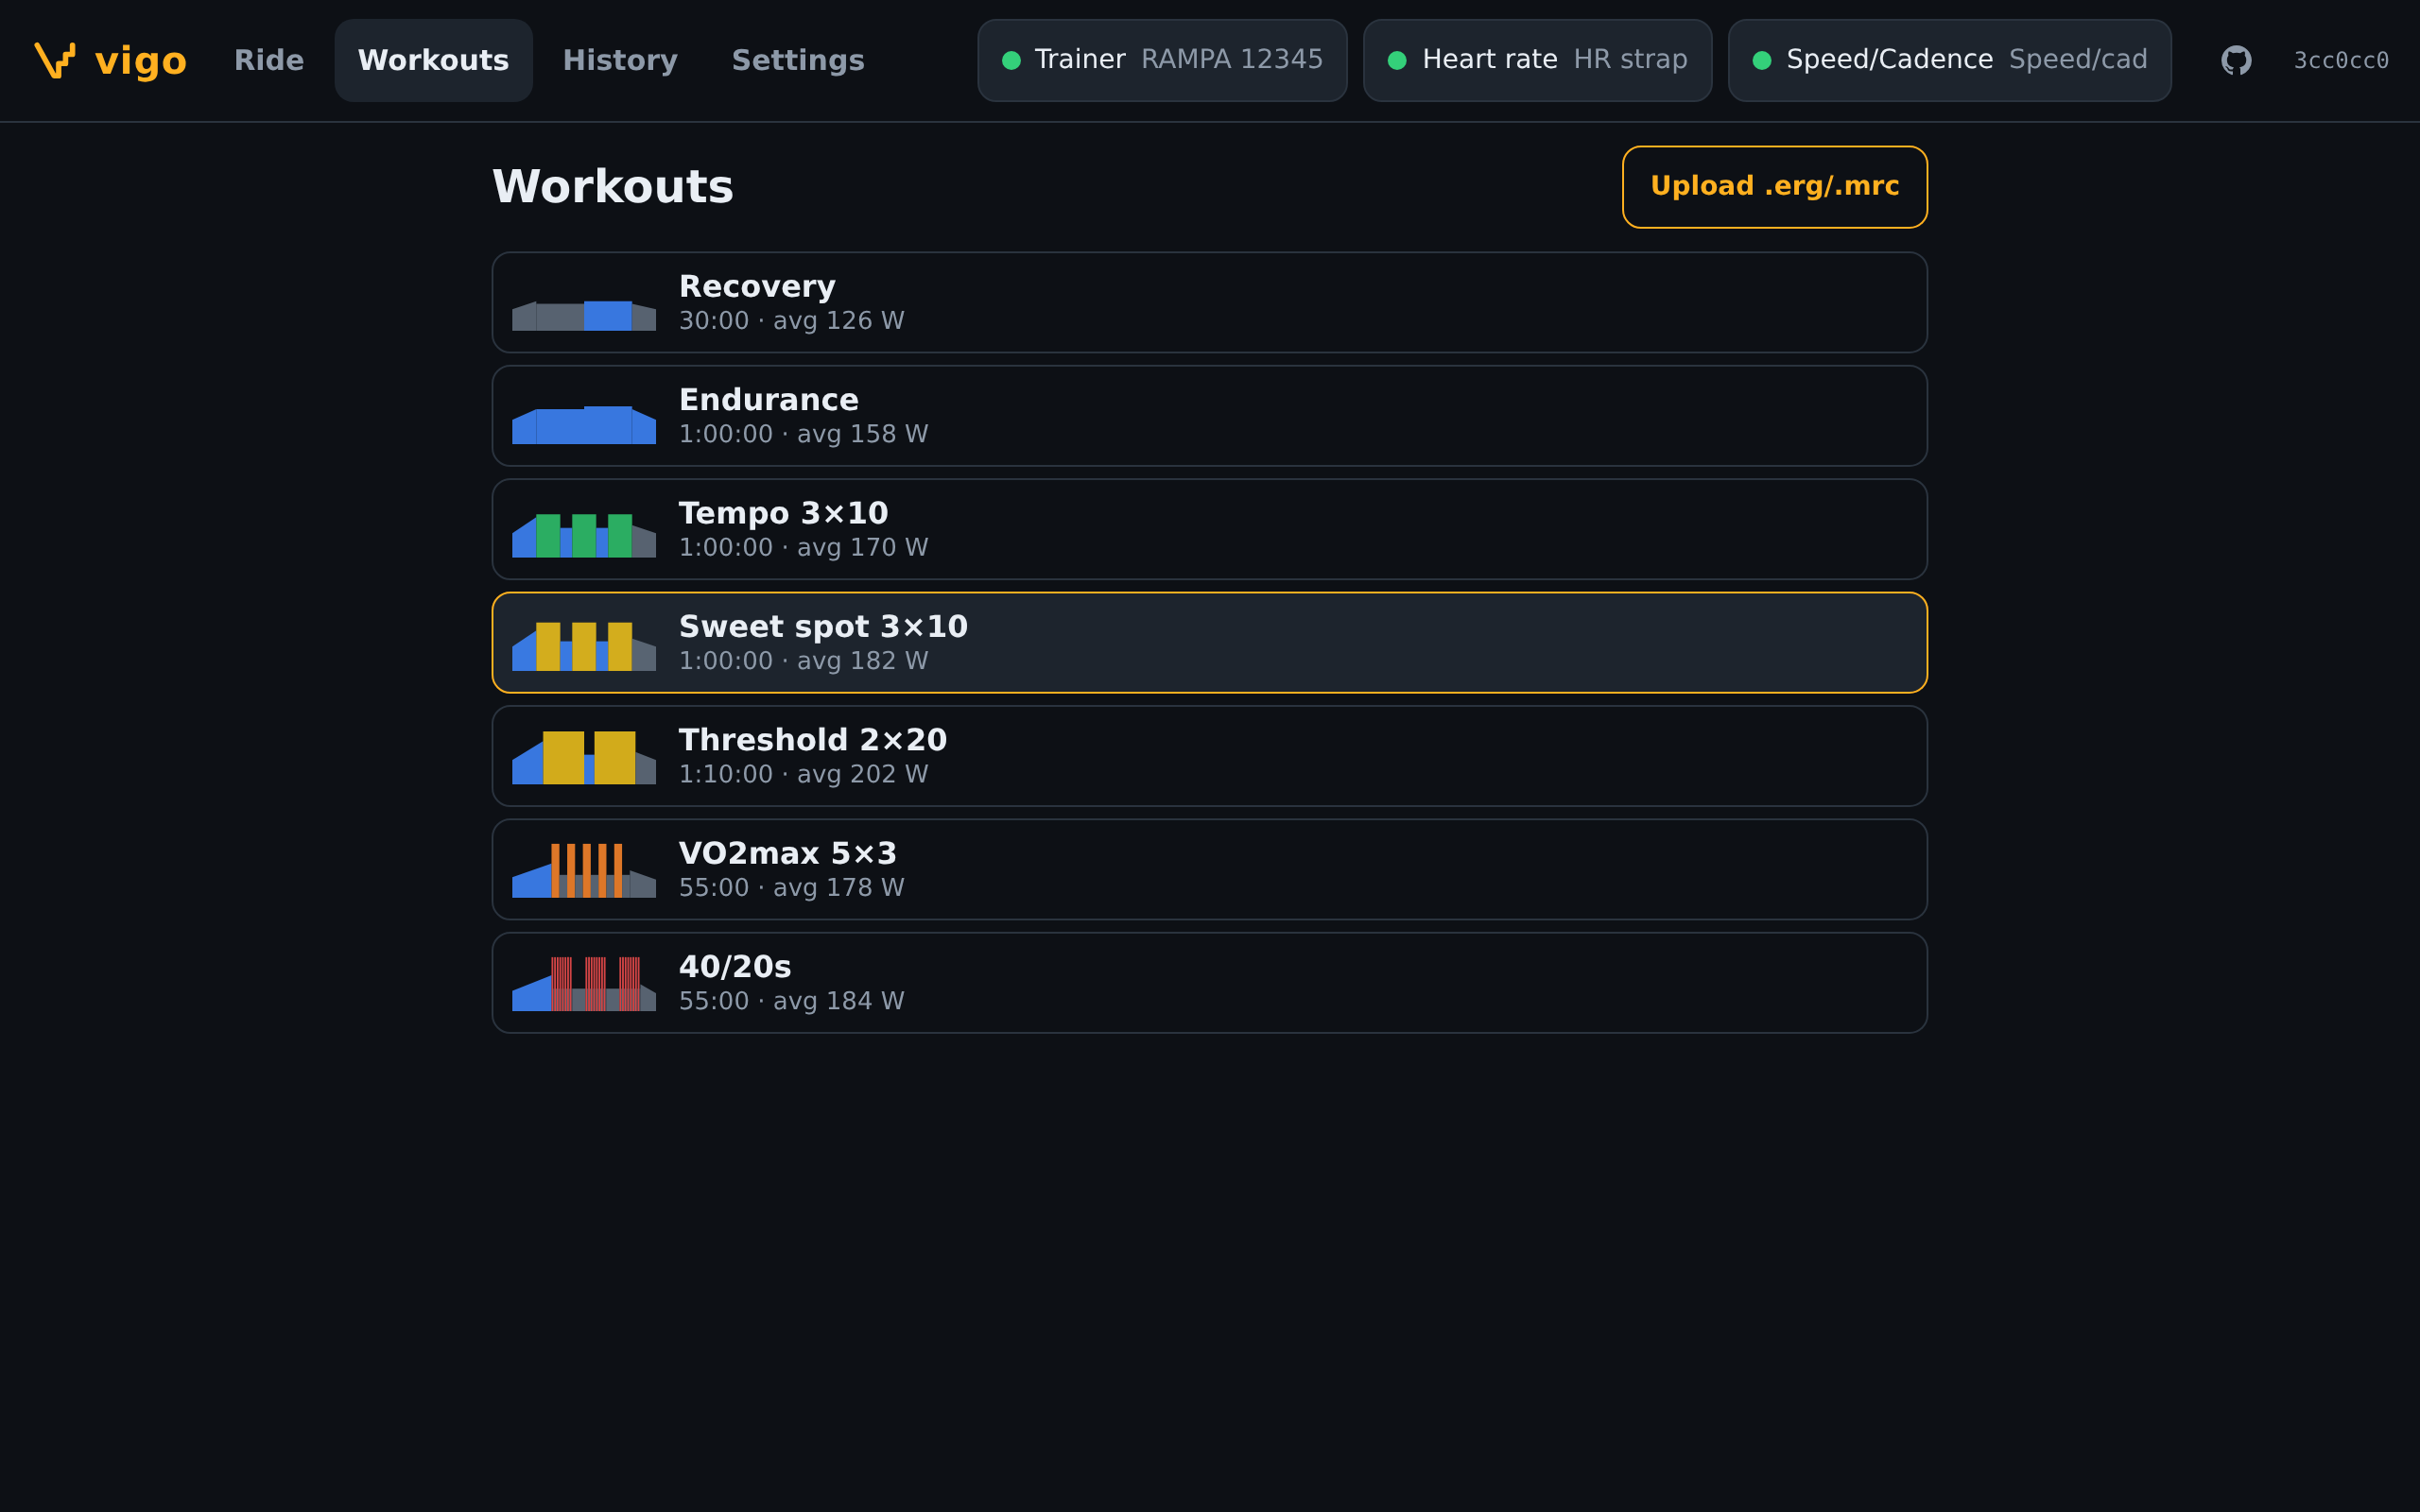 vigo Ride Workouts History Settings Trainer RAMPA 12345 Heart rate HR strap Speed/Cadence Speed/cad 3cc0cc0
Workouts Upload .erg/.mrc
Recovery
30:00 · avg 126 W
Endurance
1:00:00 · avg 158 W
Tempo 3×10
1:00:00 · avg 170 W
Sweet spot 3×10
1:00:00 · avg 182 W
Threshold 2×20
1:10:00 · avg 202 W
VO2max 5×3
55:00 · avg 178 W
40/20s
55:00 · avg 184 W